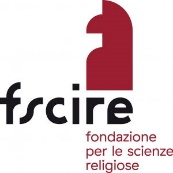 fscire
fondazione
per le scienze
religiose